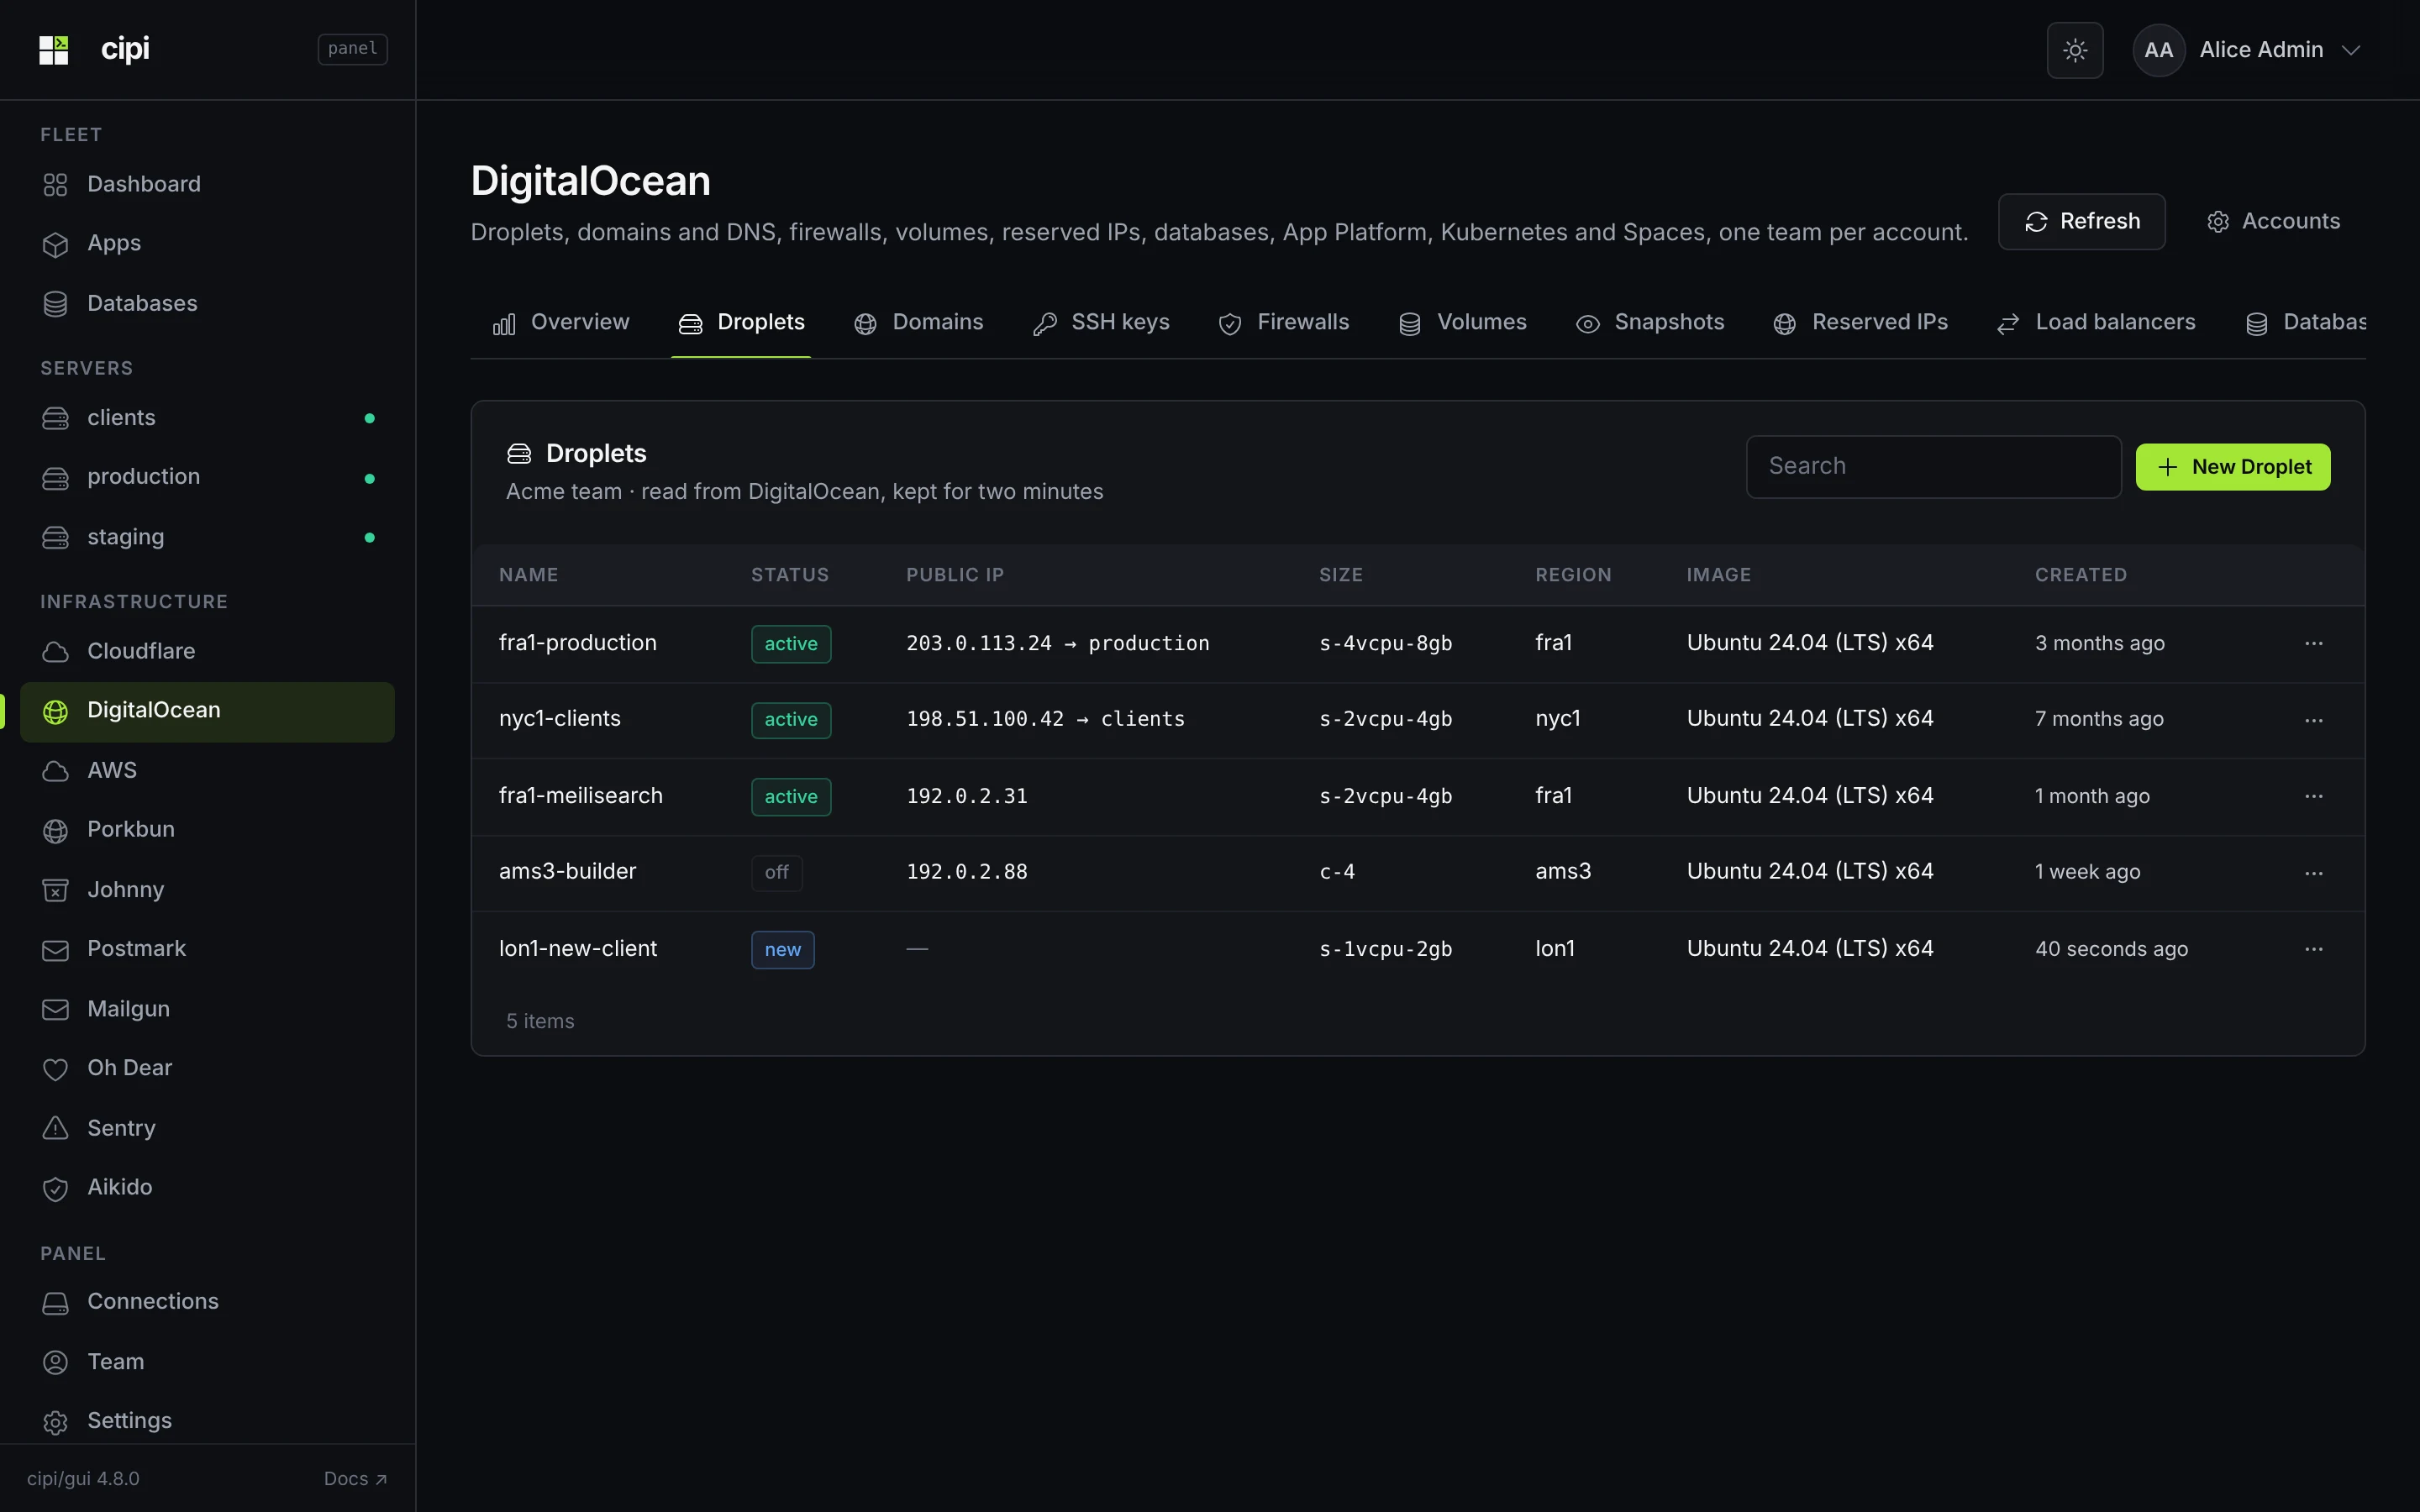 cipi
panel
AA
Alice Admin
FLEET
Dashboard
Apps
Databases
SERVERS
clients
production
staging
INFRASTRUCTURE
Cloudflare
DigitalOcean
AWS
Porkbun
Johnny
Postmark
Mailgun
Oh Dear
Sentry
Aikido
PANEL
Connections
Team
Settings
cipi/gui 4.8.0
Docs ↗
DigitalOcean
Droplets, domains and DNS, firewalls, volumes, reserved IPs, databases, App Platform, Kubernetes and Spaces, one team per account.
Refresh
Accounts
Overview
Droplets
Domains
SSH keys
Firewalls
Volumes
Snapshots
Reserved IPs
Load balancers
Databas
Droplets
Acme team · read from DigitalOcean, kept for two minutes
Search
New Droplet
NAME STATUS PUBLIC IP SIZE REGION IMAGE CREATED
fra1-production active 203.0.113.24 → production s-4vcpu-8gb fra1 Ubuntu 24.04 (LTS) x64 3 months ago
nyc1-clients active 198.51.100.42 → clients s-2vcpu-4gb nyc1 Ubuntu 24.04 (LTS) x64 7 months ago
fra1-meilisearch active 192.0.2.31 s-2vcpu-4gb fra1 Ubuntu 24.04 (LTS) x64 1 month ago
ams3-builder off 192.0.2.88 c-4 ams3 Ubuntu 24.04 (LTS) x64 1 week ago
lon1-new-client new — s-1vcpu-2gb lon1 Ubuntu 24.04 (LTS) x64 40 seconds ago
5 items